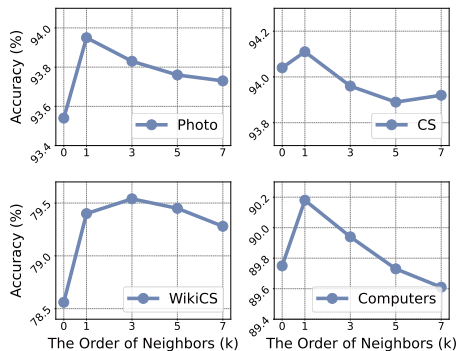 Accuracy (%)
94.0
93.8
93.6
93.4
Photo
0 1 3 5 7
94.2
94.0
93.8
CS
0 1 3 5 7
Accuracy (%)
79.5
79.0
78.5
WikiCS
0 1 3 5 7
The Order of Neighbors (k)
90.2
90.0
89.8
89.6
89.4
Computers
0 1 3 5 7
The Order of Neighbors (k)